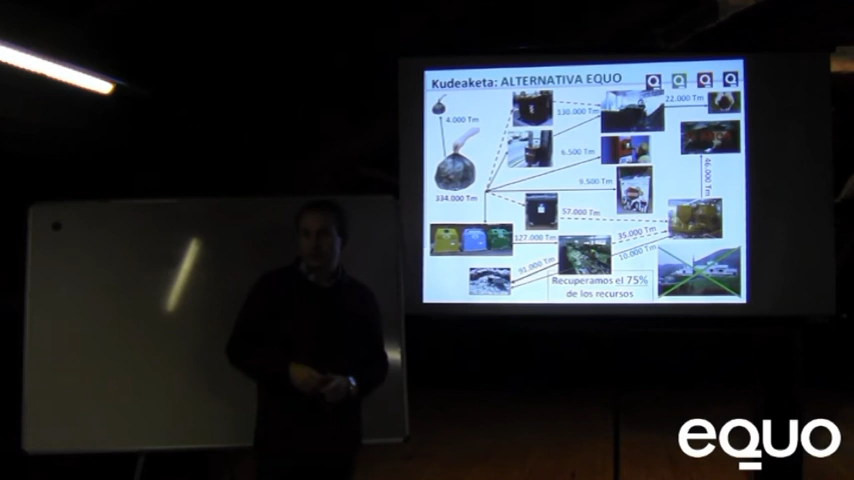 Kudeaketa: ALTERNATIVA EQUO
22.000 Tm
4.000 Tm
130.000 Tm
6.500 Tm
46.000 Tm
9.500 Tm
334.000 Tm
57.000 Tm
127.000 Tm
35.000 Tm
10.000 Tm
91.000 Tm
Recuperamos el 75%
de los recursos
equo